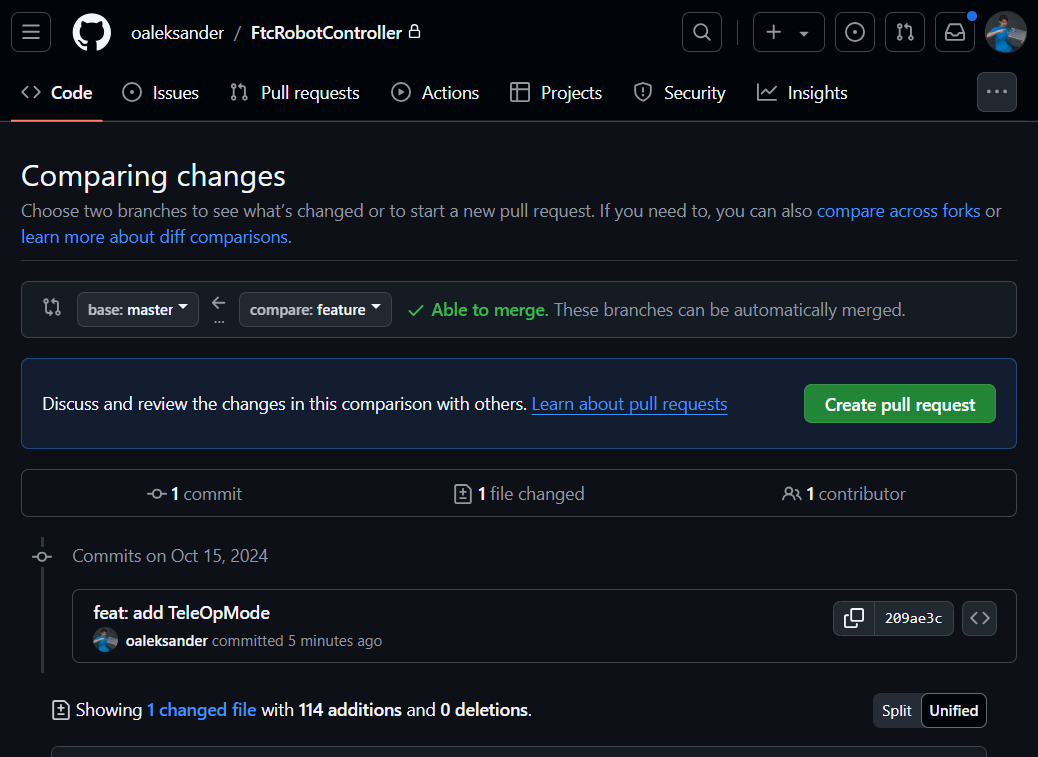 oaleksander / FtcRobotController
Code Issues Pull requests Actions Projects Security Insights
Comparing changes
Choose two branches to see what's changed or to start a new pull request. If you need to, you can also compare across forks or
learn more about diff comparisons.
base: master ← compare: feature Able to merge. These branches can be automatically merged.
...
Discuss and review the changes in this comparison with others. Learn about pull requests Create pull request
1 commit 1 file changed 1 contributor
Commits on Oct 15, 2024
feat: add TeleOpMode
209ae3c
oaleksander committed 5 minutes ago
Showing 1 changed file with 114 additions and 0 deletions. Split Unified